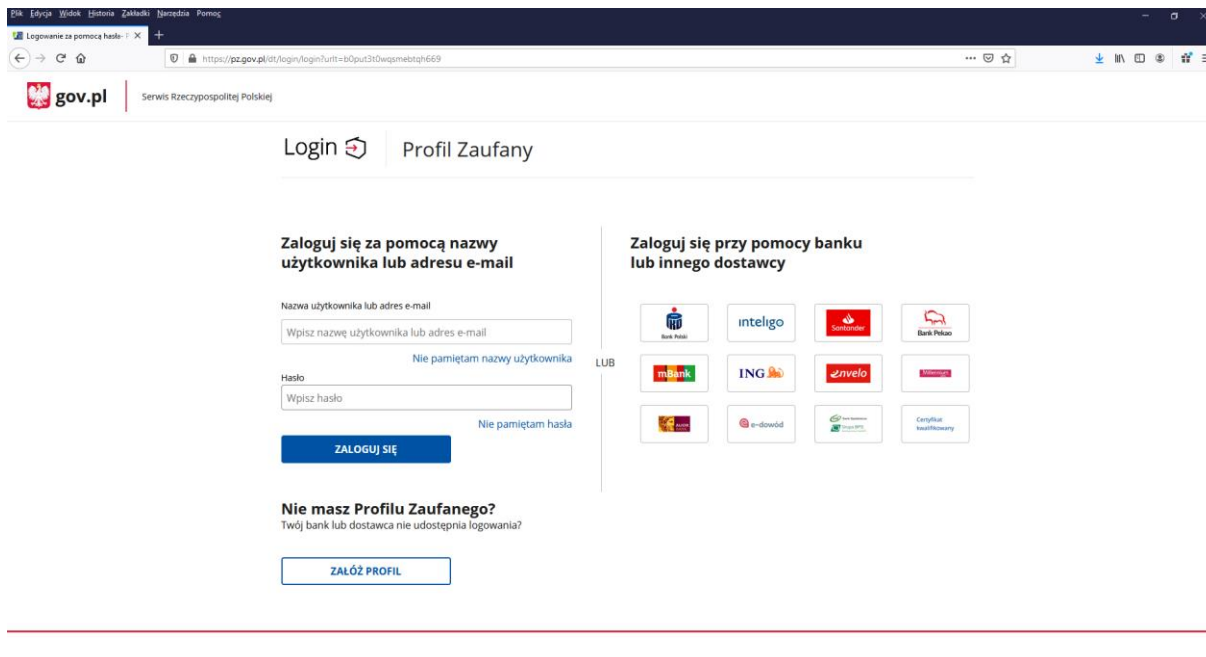 Plik Edycja Widok Historia Zakładki Narzędzia Pomoc
Logowanie za pomocą hasła- P
https://pz.gov.pl/dt/login/login?urlt=b0put3t0wqsmebtqh669
gov.pl
Serwis Rzeczypospolitej Polskiej
Login
Profil Zaufany
Zaloguj się za pomocą nazwy
użytkownika lub adresu e-mail
Nazwa użytkownika lub adres e-mail
Wpisz nazwę użytkownika lub adres e-mail
Nie pamiętam nazwy użytkownika
Hasło
Wpisz hasło
Nie pamiętam hasła
ZALOGUJ SIĘ
LUB
Zaloguj się przy pomocy banku
lub innego dostawcy
Bank Polski
inteligo
Santander
Bank Pekao
mBank
ING
envelo
Millennium
e-dowód
Grupa BPS
Certyfikat
kwalifikowany
Nie masz Profilu Zaufanego?
Twój bank lub dostawca nie udostępnia logowania?
ZAŁÓŻ PROFIL